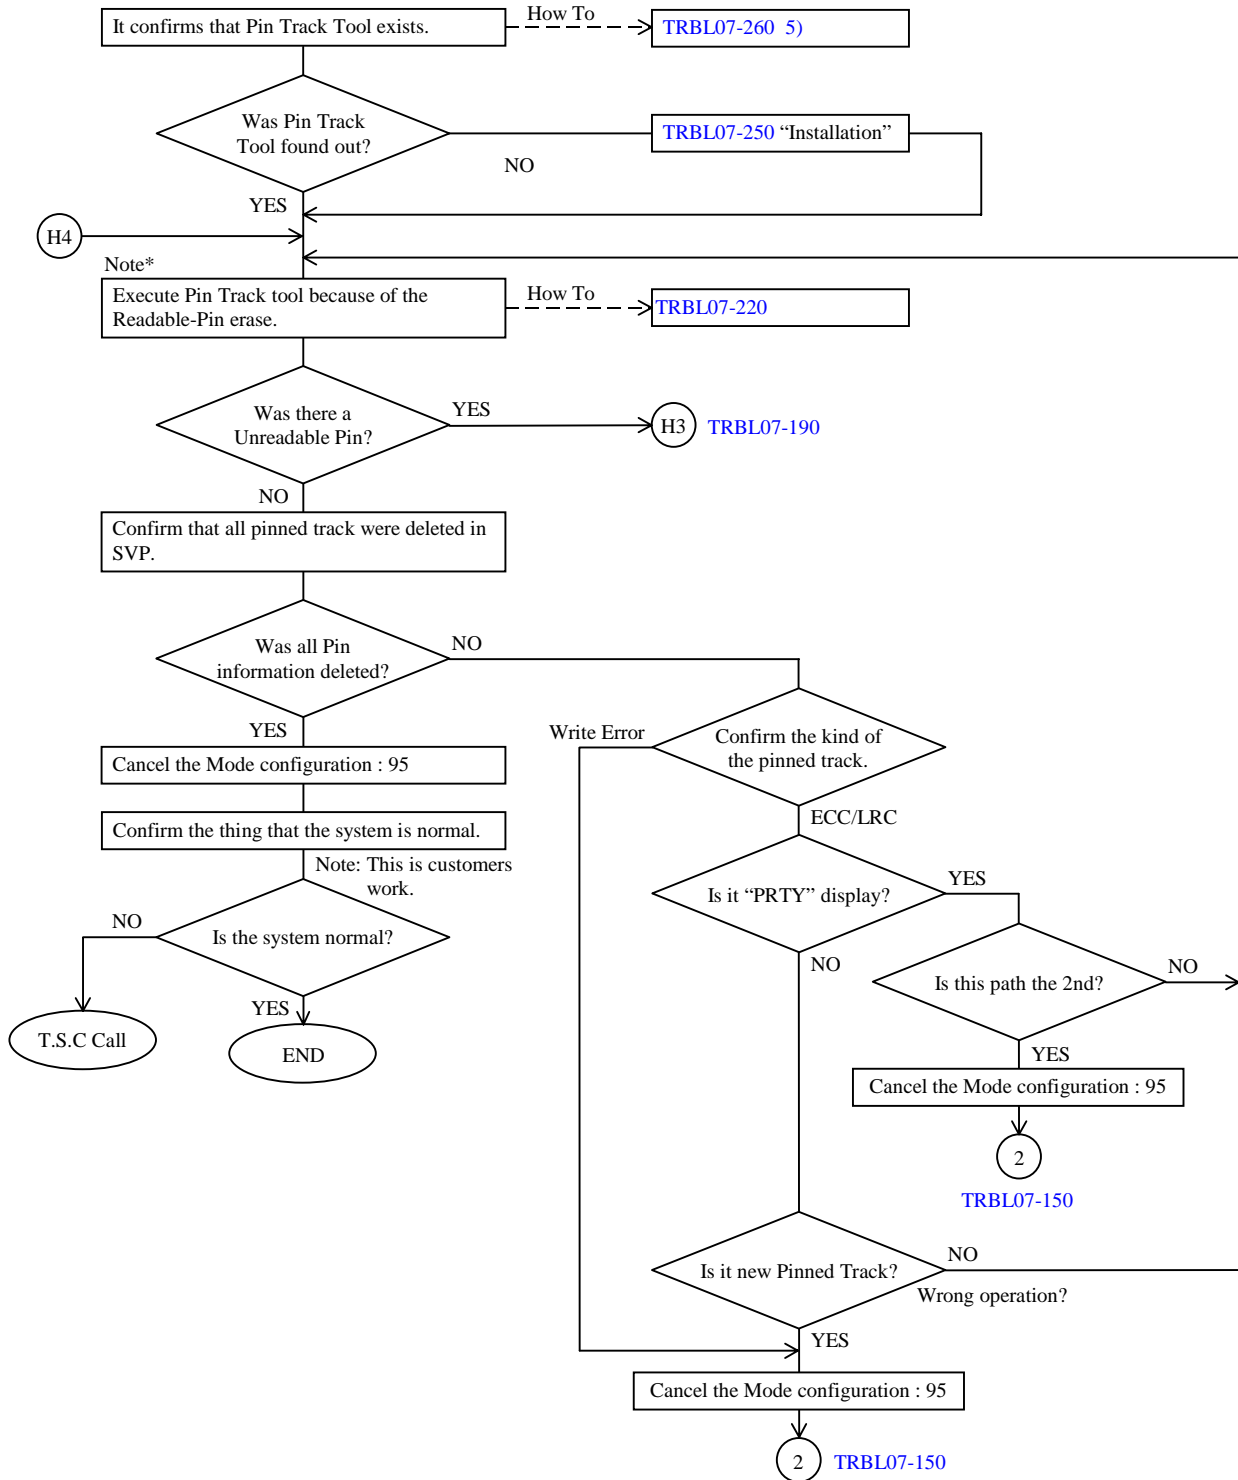 It confirms that Pin Track Tool exists.
How To
TRBL07-260 5)
Was Pin Track
Tool found out?
NO
TRBL07-250 “Installation”
YES
H4
Note*
Execute Pin Track tool because of the
Readable-Pin erase.
How To
TRBL07-220
Was there a
Unreadable Pin?
YES
H3
TRBL07-190
NO
Confirm that all pinned track were deleted in
SVP.
Was all Pin
information deleted?
NO
YES
Write Error
Confirm the kind of
the pinned track.
Cancel the Mode configuration : 95
ECC/LRC
Confirm the thing that the system is normal.
Note: This is customers
work.
Is it “PRTY” display?
YES
NO
Is the system normal?
NO
YES
Is this path the 2nd?
NO
T.S.C Call
END
YES
Cancel the Mode configuration : 95
2
TRBL07-150
Is it new Pinned Track?
NO
Wrong operation?
YES
Cancel the Mode configuration : 95
2
TRBL07-150